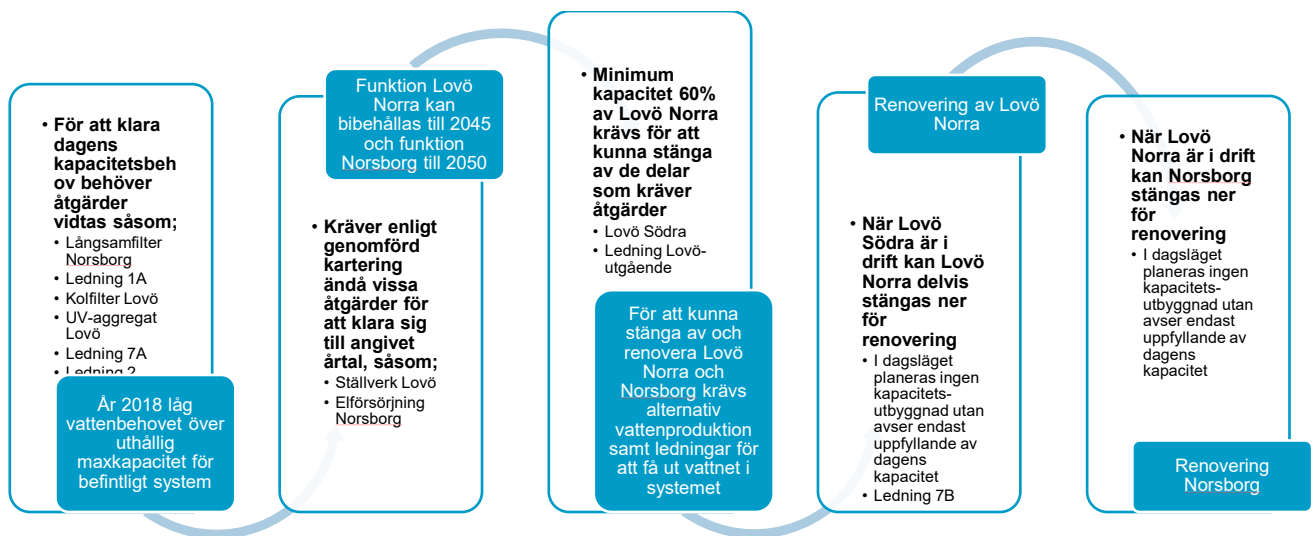 • För att klara
dagens
kapacitetsbeh
ov behöver
åtgärder
vidtas såsom;
• Långsamfilter
Norsborg
• Ledning 1A
• Kolfilter Lovö
• UV-aggregat
Lovö
• Ledning 7A
• Ledning 2
År 2018 låg
vattenbehovet över
uthållig
maxkapacitet för
befintligt system
Funktion Lovö
Norra kan
bibehållas till 2045
och funktion
Norsborg till 2050
• Kräver enligt
genomförd
kartering
ändå vissa
åtgärder för
att klara sig
till angivet
årtal, såsom;
• Ställverk Lovö
• Elförsörjning
Norsborg
• Minimum
kapacitet 60%
av Lovö Norra
krävs för att
kunna stänga
av de delar
som kräver
åtgärder
• Lovö Södra
• Ledning Lovö-
utgående
För att kunna
stänga av och
renovera Lovö
Norra och
Norsborg krävs
alternativ
vattenproduktion
samt ledningar för
att få ut vattnet i
systemet
Renovering av Lovö
Norra
• När Lovö
Södra är i
drift kan Lovö
Norra delvis
stängas ner
för
renovering
• I dagsläget
planeras ingen
kapacitets-
utbyggnad utan
avser endast
uppfyllande av
dagens
kapacitet
• Ledning 7B
• När Lovö
Norra är i drift
kan Norsborg
stängas ner
för
renovering
• I dagsläget
planeras ingen
kapacitets-
utbyggnad utan
avser endast
uppfyllande av
dagens
kapacitet
Renovering
Norsborg